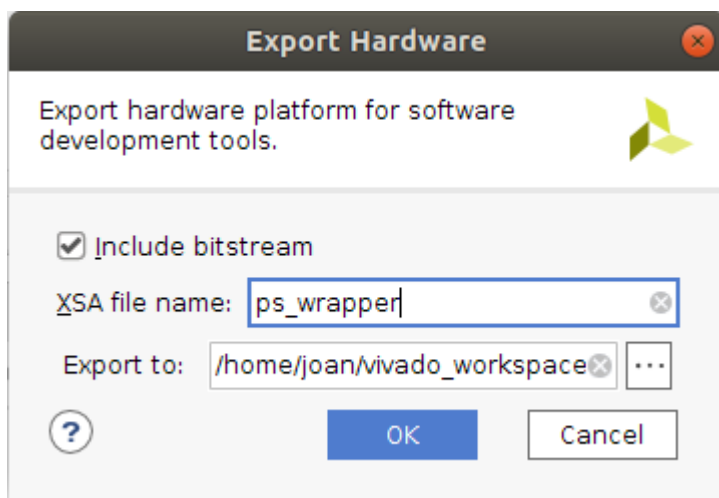 Export Hardware
Export hardware platform for software
development tools.
Include bitstream
XSA file name: ps_wrapper
Export to: /home/joan/vivado_workspace
?
OK Cancel